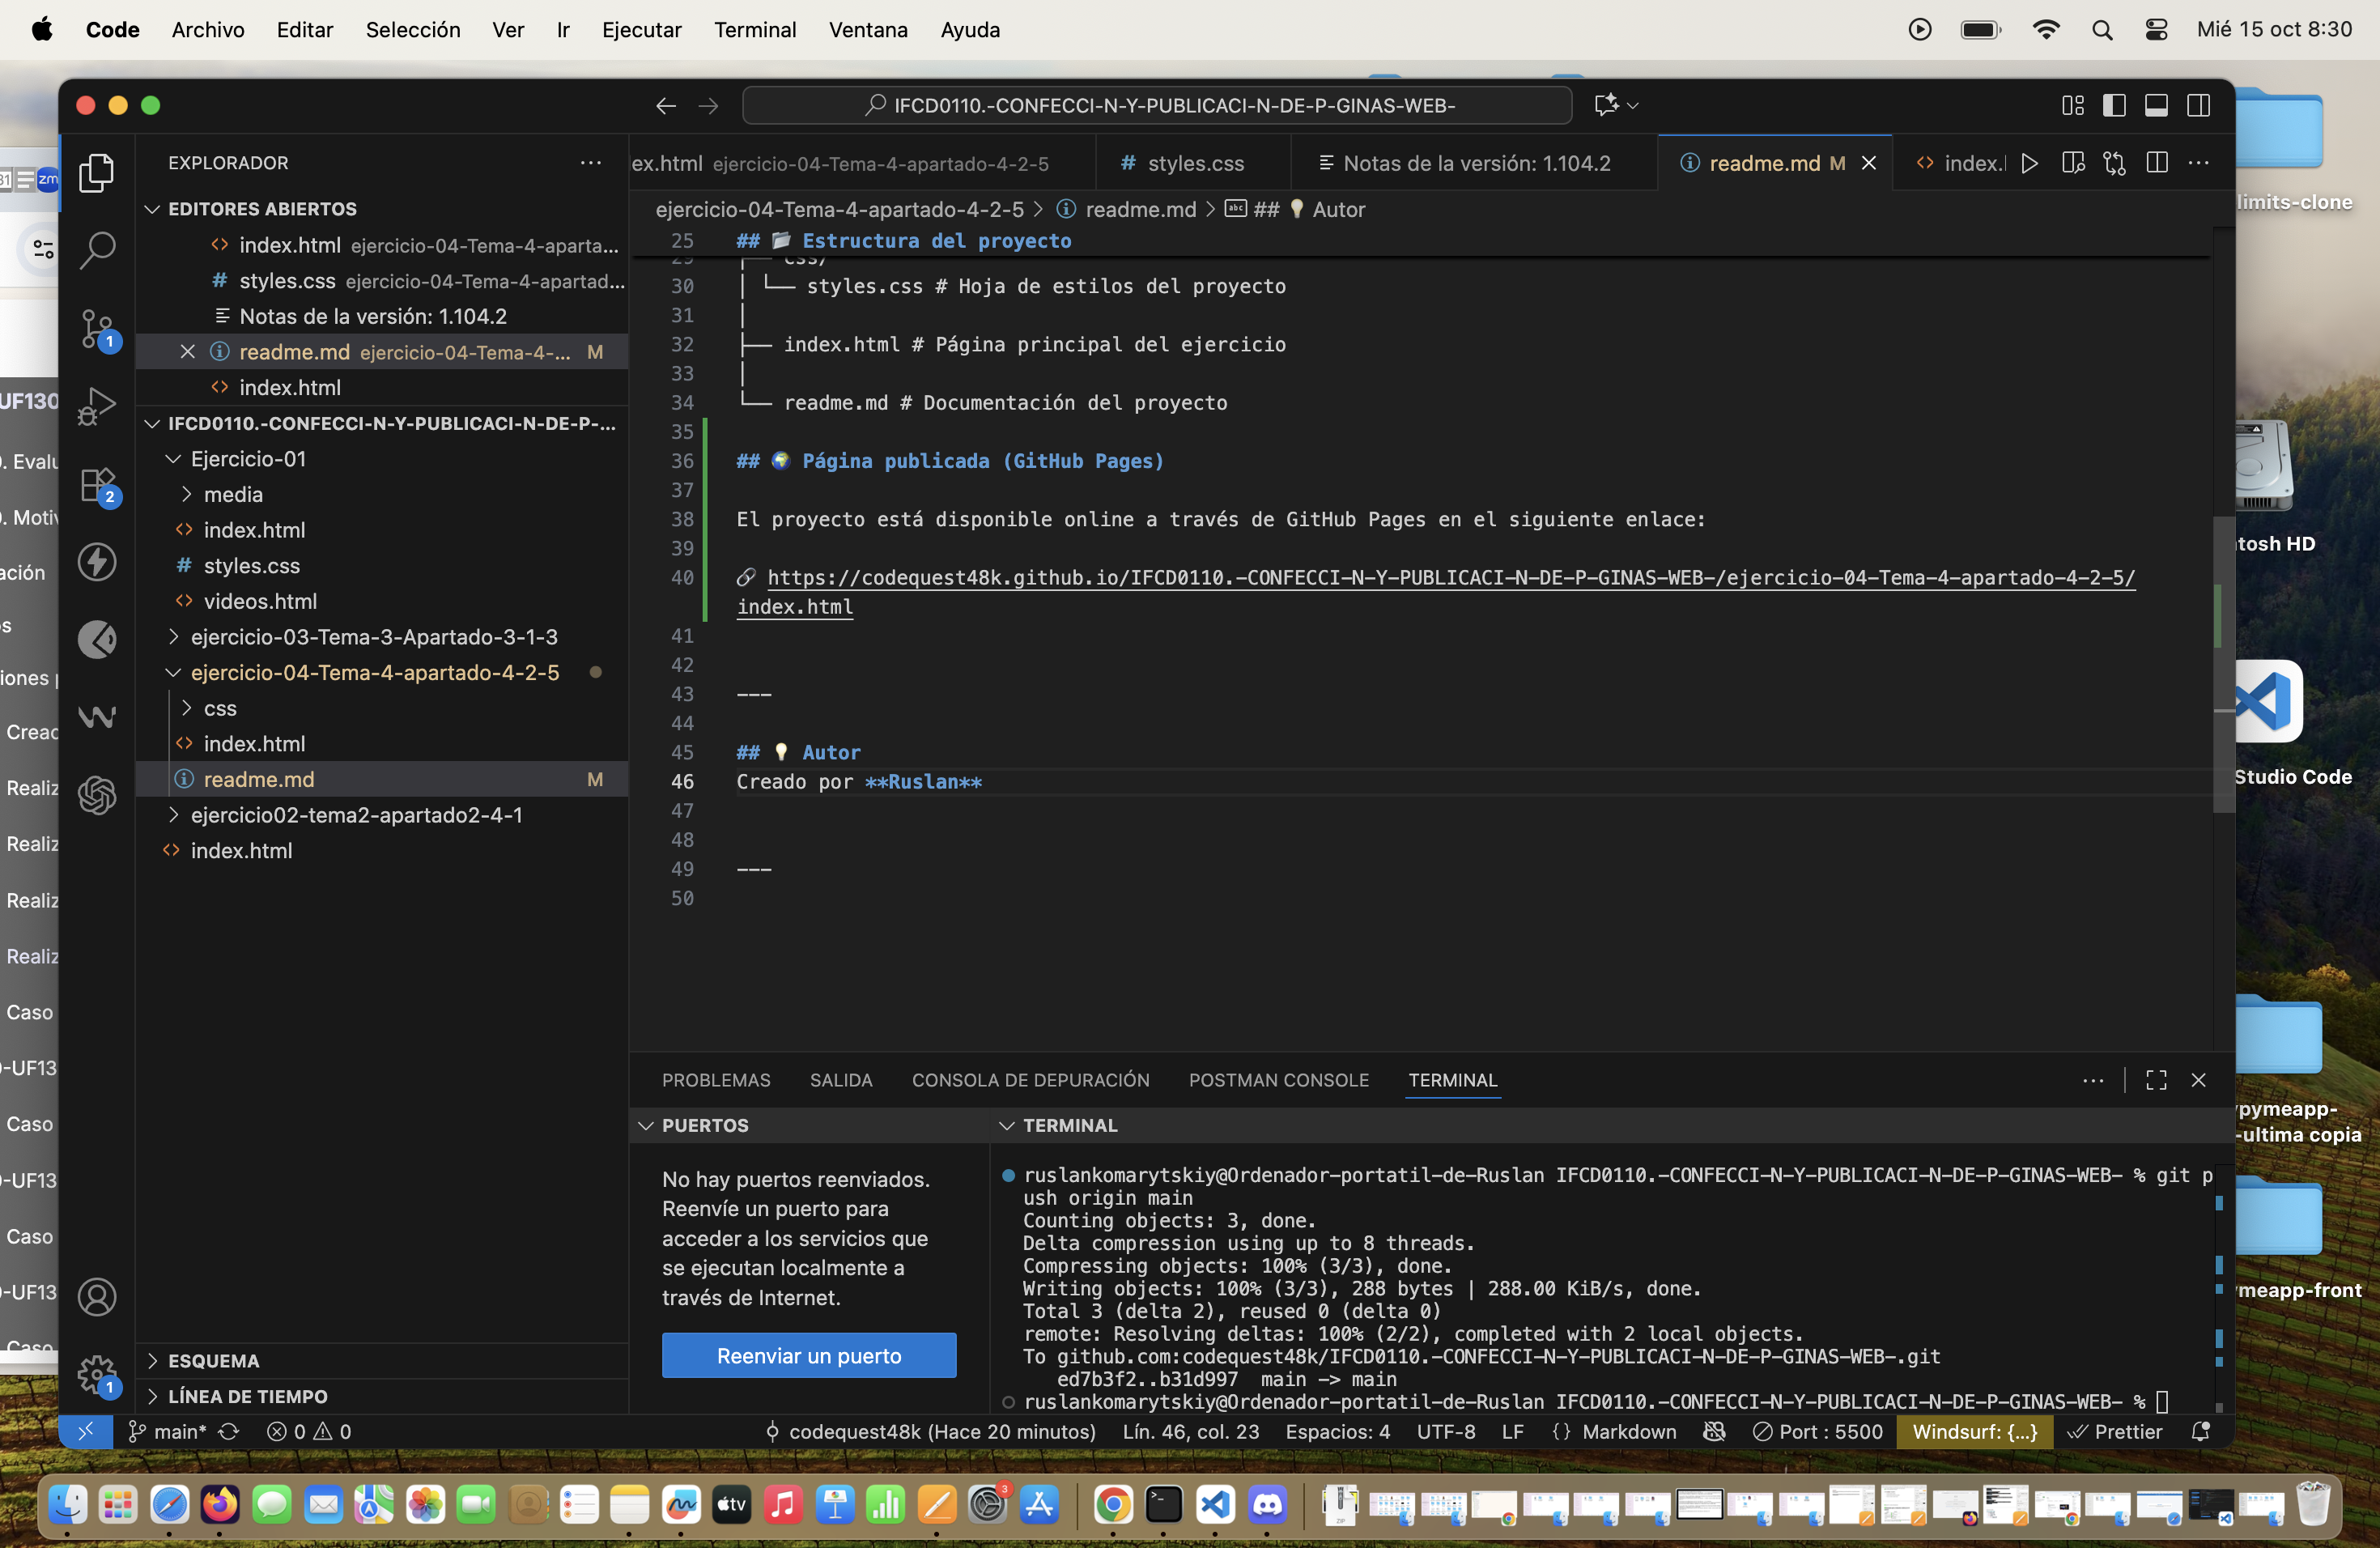 Code Archivo Editar Selección Ver Ir Ejecutar Terminal Ventana Ayuda Mié 15 oct 8:30
IFCD0110.-CONFECCI-N-Y-PUBLICACI-N-DE-P-GINAS-WEB-
EXPLORADOR
EDITORES ABIERTOS
index.html ejercicio-04-Tema-4-aparta...
styles.css ejercicio-04-Tema-4-apartad...
Notas de la versión: 1.104.2
readme.md ejercicio-04-Tema-4-... M
index.html
IFCD0110.-CONFECCI-N-Y-PUBLICACI-N-DE-P-...
Ejercicio-01
media
index.html
styles.css
videos.html
ejercicio-03-Tema-3-Apartado-3-1-3
ejercicio-04-Tema-4-apartado-4-2-5
css
index.html
readme.md M
ejercicio02-tema2-apartado2-4-1
index.html
ESQUEMA
LÍNEA DE TIEMPO
1
2
1
ex.html ejercicio-04-Tema-4-apartado-4-2-5 styles.css Notas de la versión: 1.104.2 readme.md M index.
ejercicio-04-Tema-4-apartado-4-2-5 > readme.md > ## 💡 Autor
25 ## 📂 Estructura del proyecto
29 ├── css/
30 │ └── styles.css # Hoja de estilos del proyecto
31 │
32 ├── index.html # Página principal del ejercicio
33 │
34 └── readme.md # Documentación del proyecto
35
36 ## 🌍 Página publicada (GitHub Pages)
37
38 El proyecto está disponible online a través de GitHub Pages en el siguiente enlace:
39
40 🔗 https://codequest48k.github.io/IFCD0110.-CONFECCI-N-Y-PUBLICACI-N-DE-P-GINAS-WEB-/ejercicio-04-Tema-4-apartado-4-2-5/
index.html
41
42
43 ---
44
45 ## 💡 Autor
46 Creado por **Ruslan**
47
48
49 ---
50
PROBLEMAS SALIDA CONSOLA DE DEPURACIÓN POSTMAN CONSOLE TERMINAL
PUERTOS
No hay puertos reenviados.
Reenvíe un puerto para
acceder a los servicios que
se ejecutan localmente a
través de Internet.
Reenviar un puerto
TERMINAL
ruslankomarytskiy@Ordenador-portatil-de-Ruslan IFCD0110.-CONFECCI-N-Y-PUBLICACI-N-DE-P-GINAS-WEB- % git p
ush origin main
Counting objects: 3, done.
Delta compression using up to 8 threads.
Compressing objects: 100% (3/3), done.
Writing objects: 100% (3/3), 288 bytes | 288.00 KiB/s, done.
Total 3 (delta 2), reused 0 (delta 0)
remote: Resolving deltas: 100% (2/2), completed with 2 local objects.
To github.com:codequest48k/IFCD0110.-CONFECCI-N-Y-PUBLICACI-N-DE-P-GINAS-WEB-.git
ed7b3f2..b31d997 main -> main
ruslankomarytskiy@Ordenador-portatil-de-Ruslan IFCD0110.-CONFECCI-N-Y-PUBLICACI-N-DE-P-GINAS-WEB- %
main* 0 0 codequest48k (Hace 20 minutos) Lín. 46, col. 23 Espacios: 4 UTF-8 LF {} Markdown Port : 5500 Windsurf: {...} Prettier
zm
UF130
. Evalu
. Motiv
ación
s
iones
Creac
Realiz
Realiz
Realiz
Realiz
Caso
-UF13
Caso
-UF13
Caso
-UF13
Caso
limits-clone
tosh HD
Studio Code
pymeapp-
-ultima copia
meapp-front
tv
3
ZIP